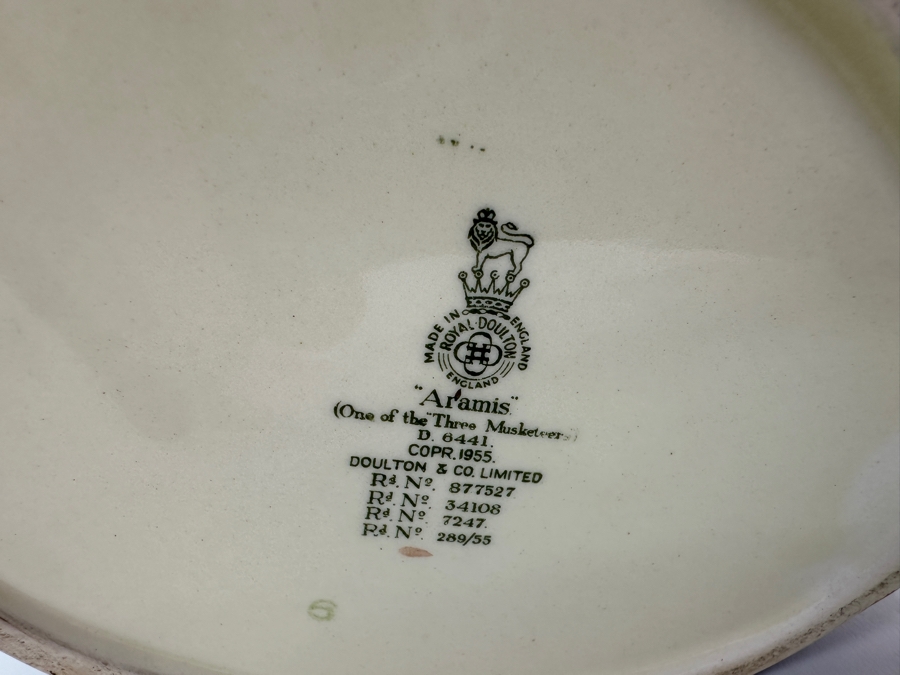 MADE IN ENGLAND
ROYAL·DOULTON
ENGLAND
"Aramis"
(One of the "Three Musketeers)
D. 6441.
COPR. 1955.
DOULTON & CO. LIMITED
Rd. No. 877527
Rd. No. 34108
Rd. No. 7247.
Rd. No. 289/55
6